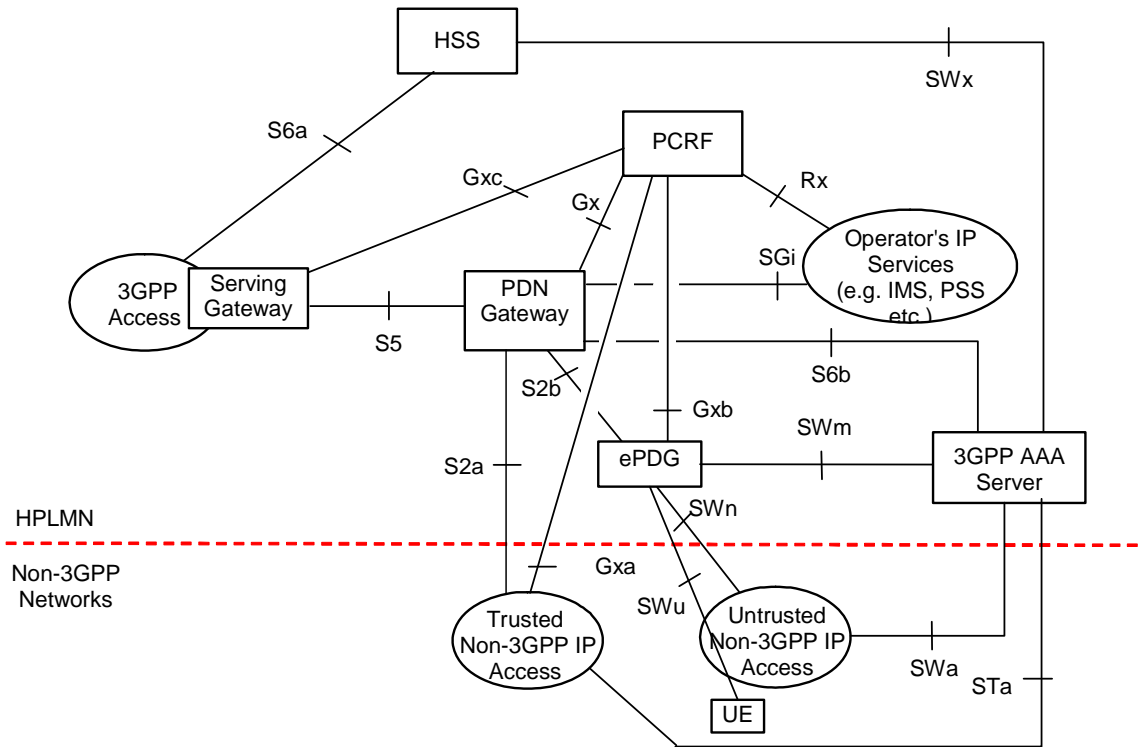 HSS
SWx
S6a
PCRF
Gxc
Gx
Rx
Operator's IP
Services
(e.g. IMS, PSS
etc.)
SGi
3GPP
Access
Serving
Gateway
PDN
Gateway
S5
S6b
S2b
Gxb
SWm
S2a
ePDG
3GPP AAA
Server
SWn
HPLMN
Non-3GPP
Networks
Gxa
SWu
Trusted
Non-3GPP IP
Access
Untrusted
Non-3GPP IP
Access
SWa
STa
UE